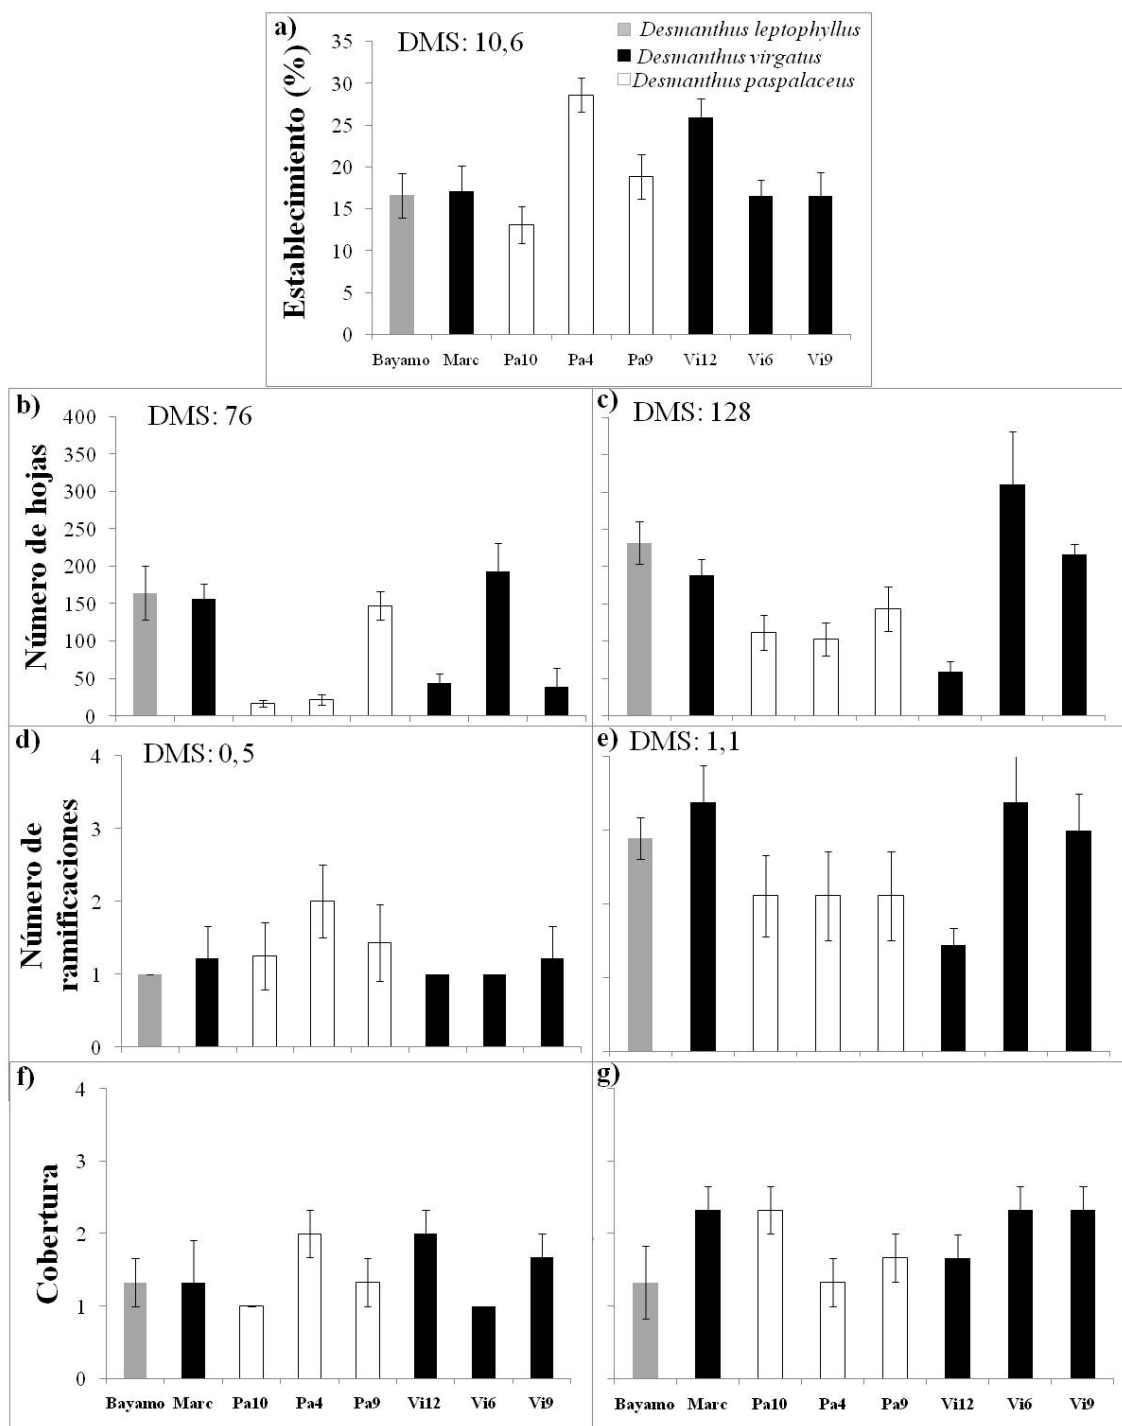 a)
DMS: 10,6
Desmanthus leptophyllus
Desmanthus virgatus
Desmanthus paspalaceus
Establecimiento (%)
35
30
25
20
15
10
5
0
Bayamo Marc Pa10 Pa4 Pa9 Vi12 Vi6 Vi9
b)
DMS: 76
Número de hojas
400
350
300
250
200
150
100
50
0
c)
DMS: 128
d)
DMS: 0,5
Número de
ramificaciones
4
3
2
1
0
e)
DMS: 1,1
f)
Cobertura
4
3
2
1
0
Bayamo Marc Pa10 Pa4 Pa9 Vi12 Vi6 Vi9
g)
Bayamo Marc Pa10 Pa4 Pa9 Vi12 Vi6 Vi9